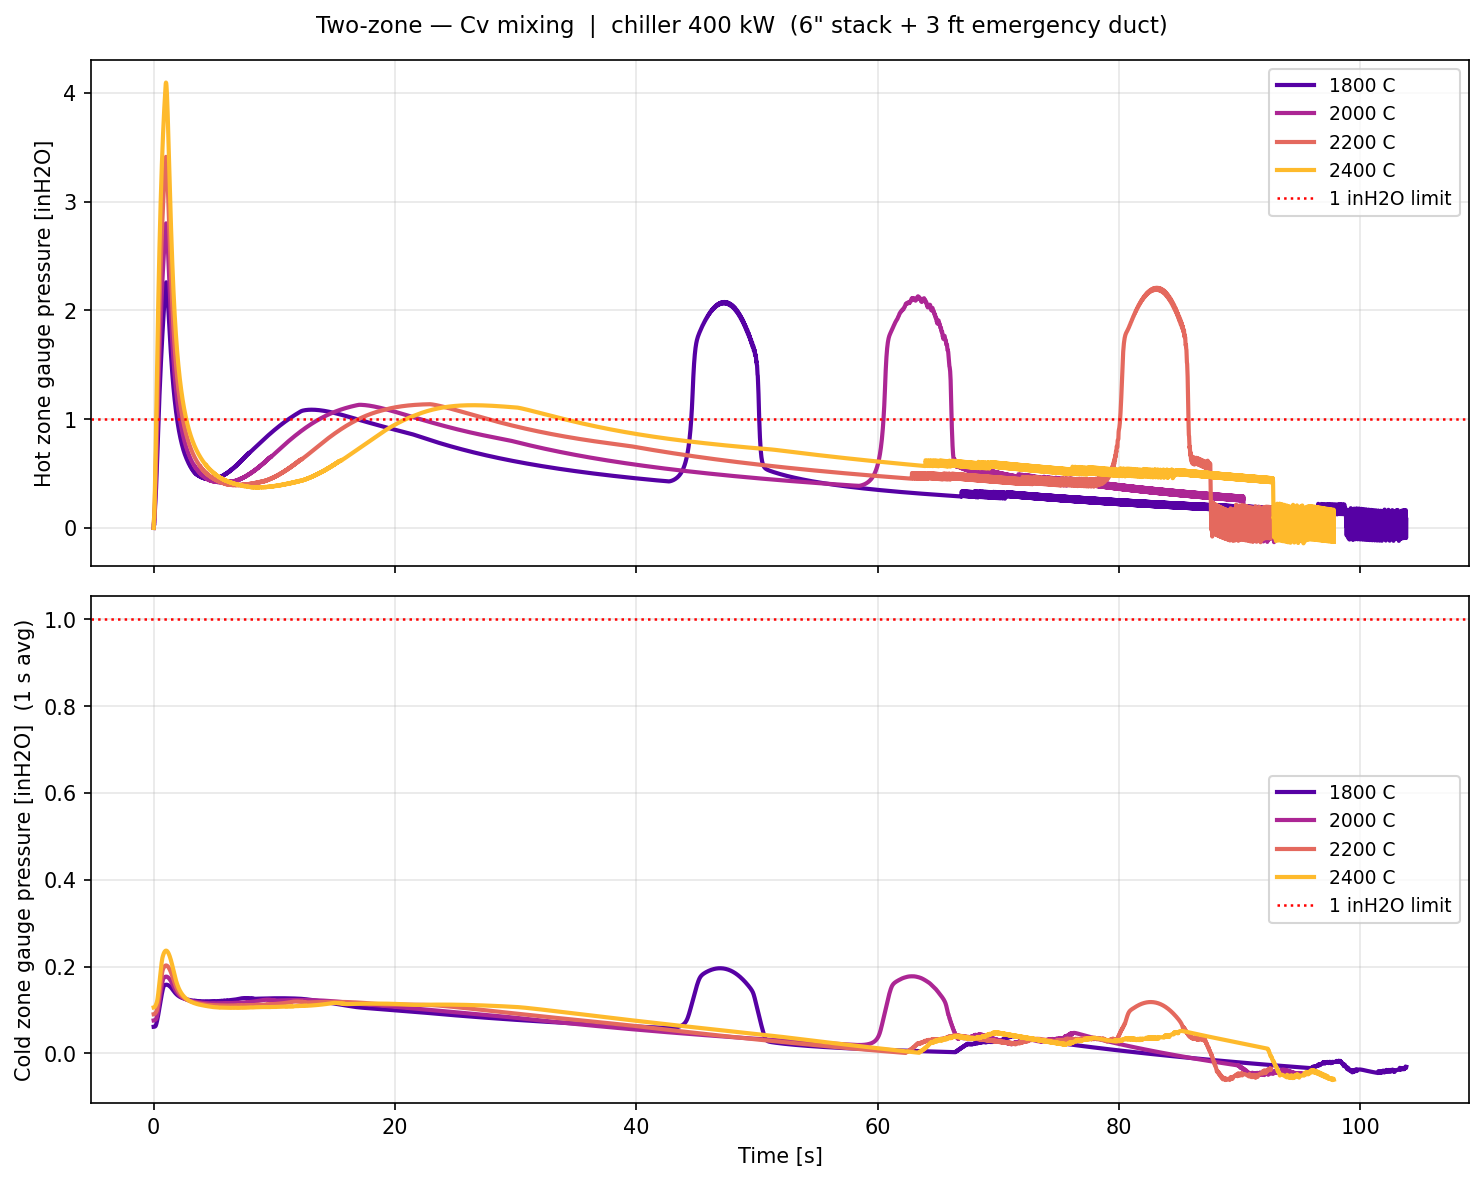 Two-zone — Cv mixing | chiller 400 kW (6" stack + 3 ft emergency duct)
Hot zone gauge pressure [inH2O]
4
3
2
1
0
1800 C
2000 C
2200 C
2400 C
1 inH2O limit
Cold zone gauge pressure [inH2O] (1 s avg)
1.0
0.8
0.6
0.4
0.2
0.0
1800 C
2000 C
2200 C
2400 C
1 inH2O limit
0 20 40 60 80 100
Time [s]